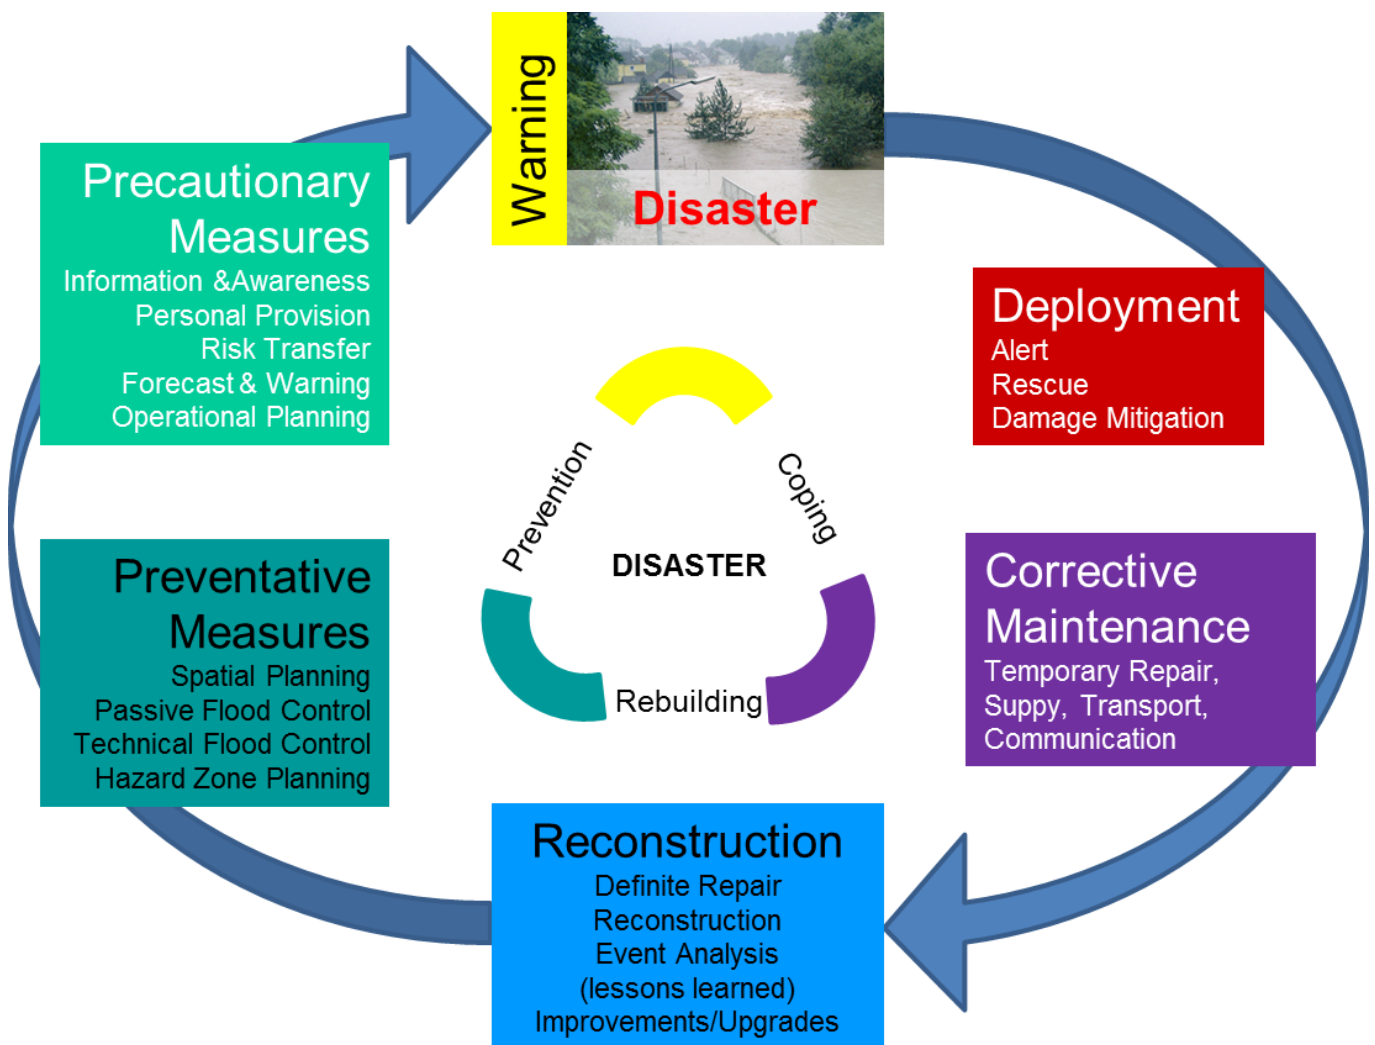 Warning
Disaster
Precautionary
Measures
Information &Awareness
Personal Provision
Risk Transfer
Forecast & Warning
Operational Planning
Deployment
Alert
Rescue
Damage Mitigation
Prevention
Coping
DISASTER
Rebuilding
Preventative
Measures
Spatial Planning
Passive Flood Control
Technical Flood Control
Hazard Zone Planning
Corrective
Maintenance
Temporary Repair,
Suppy, Transport,
Communication
Reconstruction
Definite Repair
Reconstruction
Event Analysis
(lessons learned)
Improvements/Upgrades